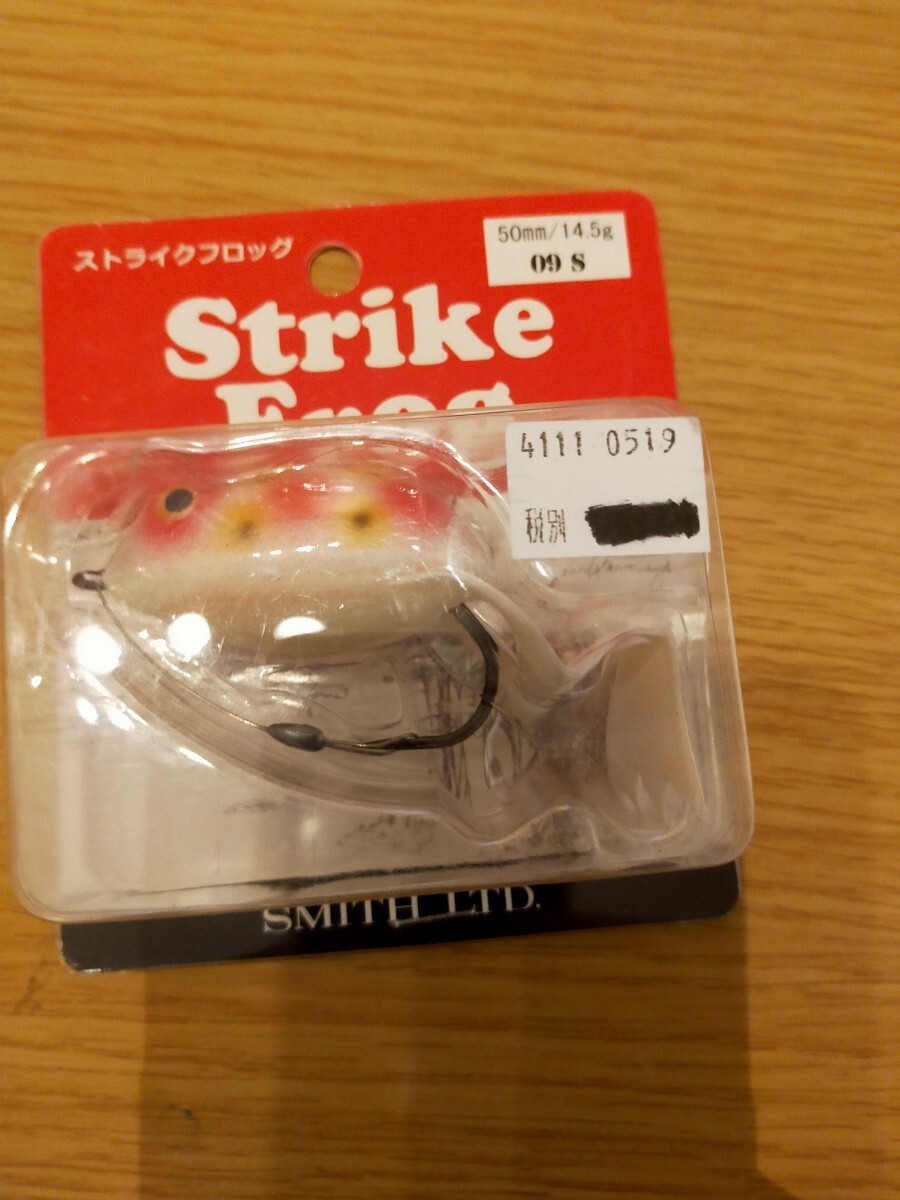 ストライクフロッグ
50mm/14.5g
09 S
Strike
Frog
4111 0519
税別
SMITH LTD.